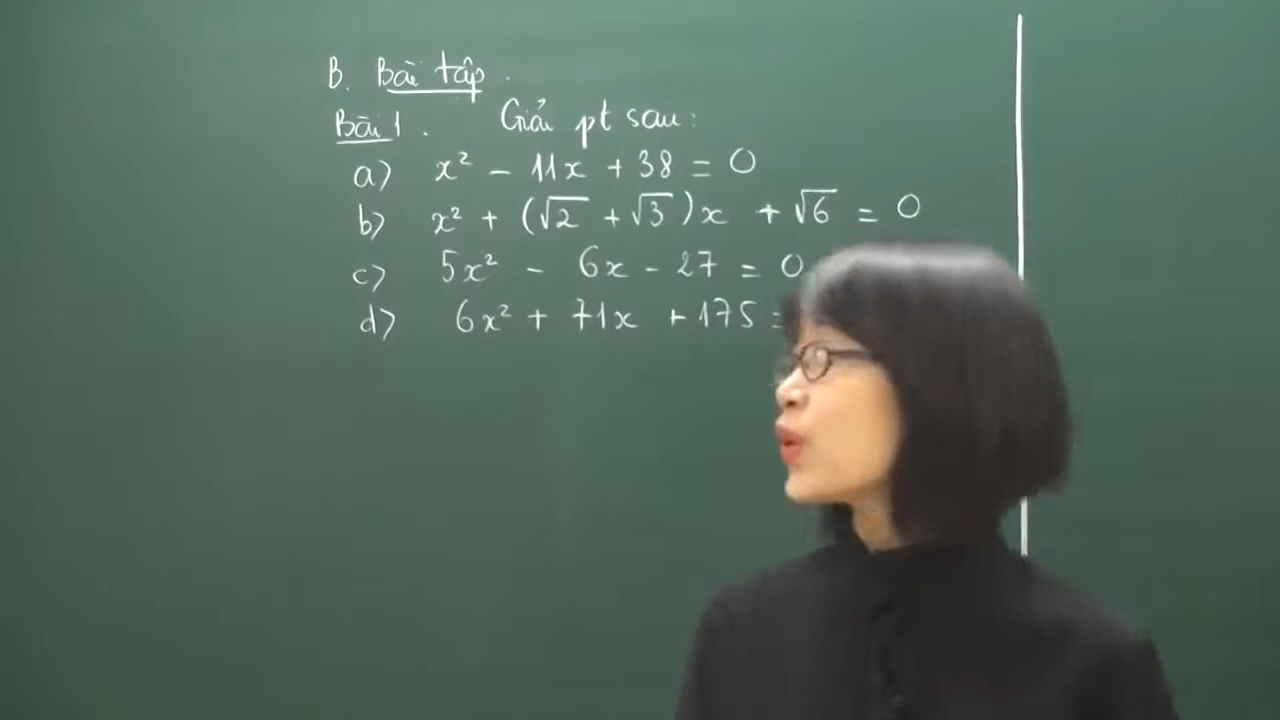 B. Bài tập.
Bài 1. Giải pt sau:
a) x² - 11x + 38 = 0
b) x² + (√2 + √3)x + √6 = 0
c) 5x² - 6x - 27 = 0
d) 6x² + 71x + 175 =